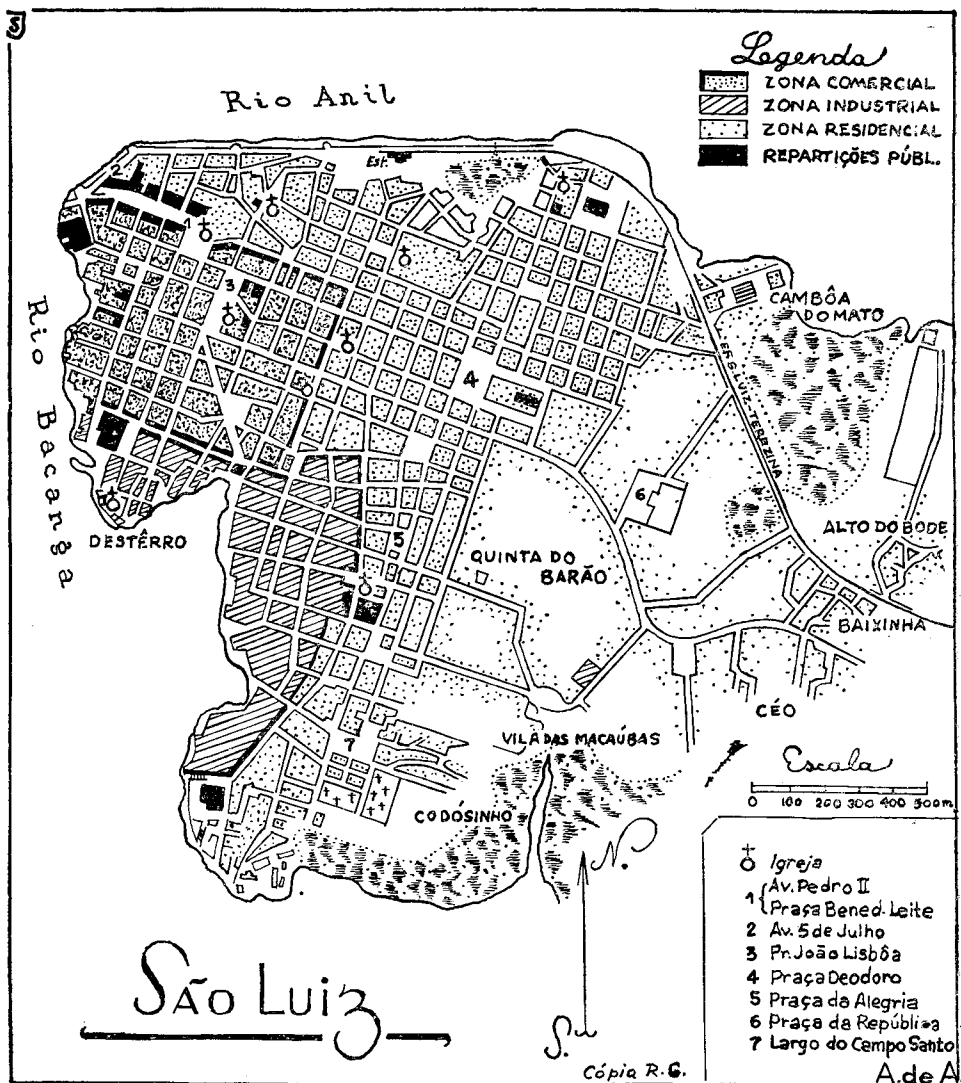 5
Legenda
ZONA COMERCIAL
ZONA INDUSTRIAL
ZONA RESIDENCIAL
REPARTIÇÕES PÚBL.
Rio Anil
Est.
2
1
3
4
5
6
7
Rio Bacanga
CAMBÔA
DO MATO
E.F. S. LUIZ-TEREZINA
ALTO DO BODE
DESTÊRRO
QUINTA DO
BARÃO
BAIXINHA
CÉO
VILA DAS MACAÚBAS
CODÓSINHO
Escala
0 100 200 300 400 500m
N.
S.
Igreja
1 { Av. Pedro II
Praça Bened. Leite
2 Av. 5 de Julho
3 Pr. João Lisbôa
4 Praça Deodoro
5 Praça da Alegria
6 Praça da República
7 Largo do Cempo Santo
SÃO LUIZ
Cópia R.G.
A. de A